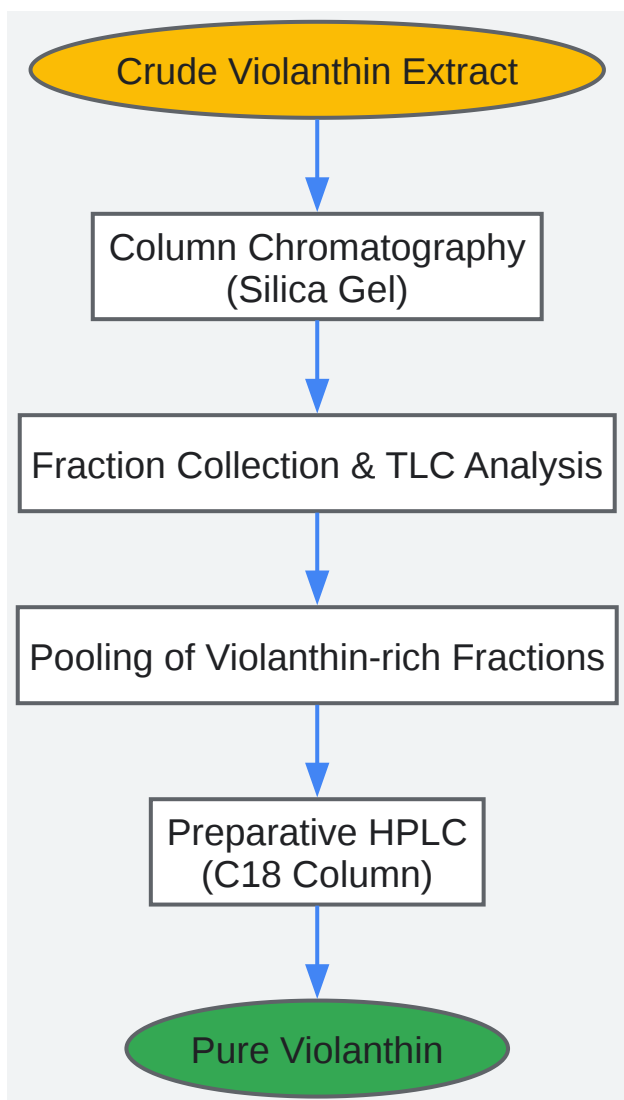 Crude Violanthin Extract
Column Chromatography
(Silica Gel)
Fraction Collection & TLC Analysis
Pooling of Violanthin-rich Fractions
Preparative HPLC
(C18 Column)
Pure Violanthin